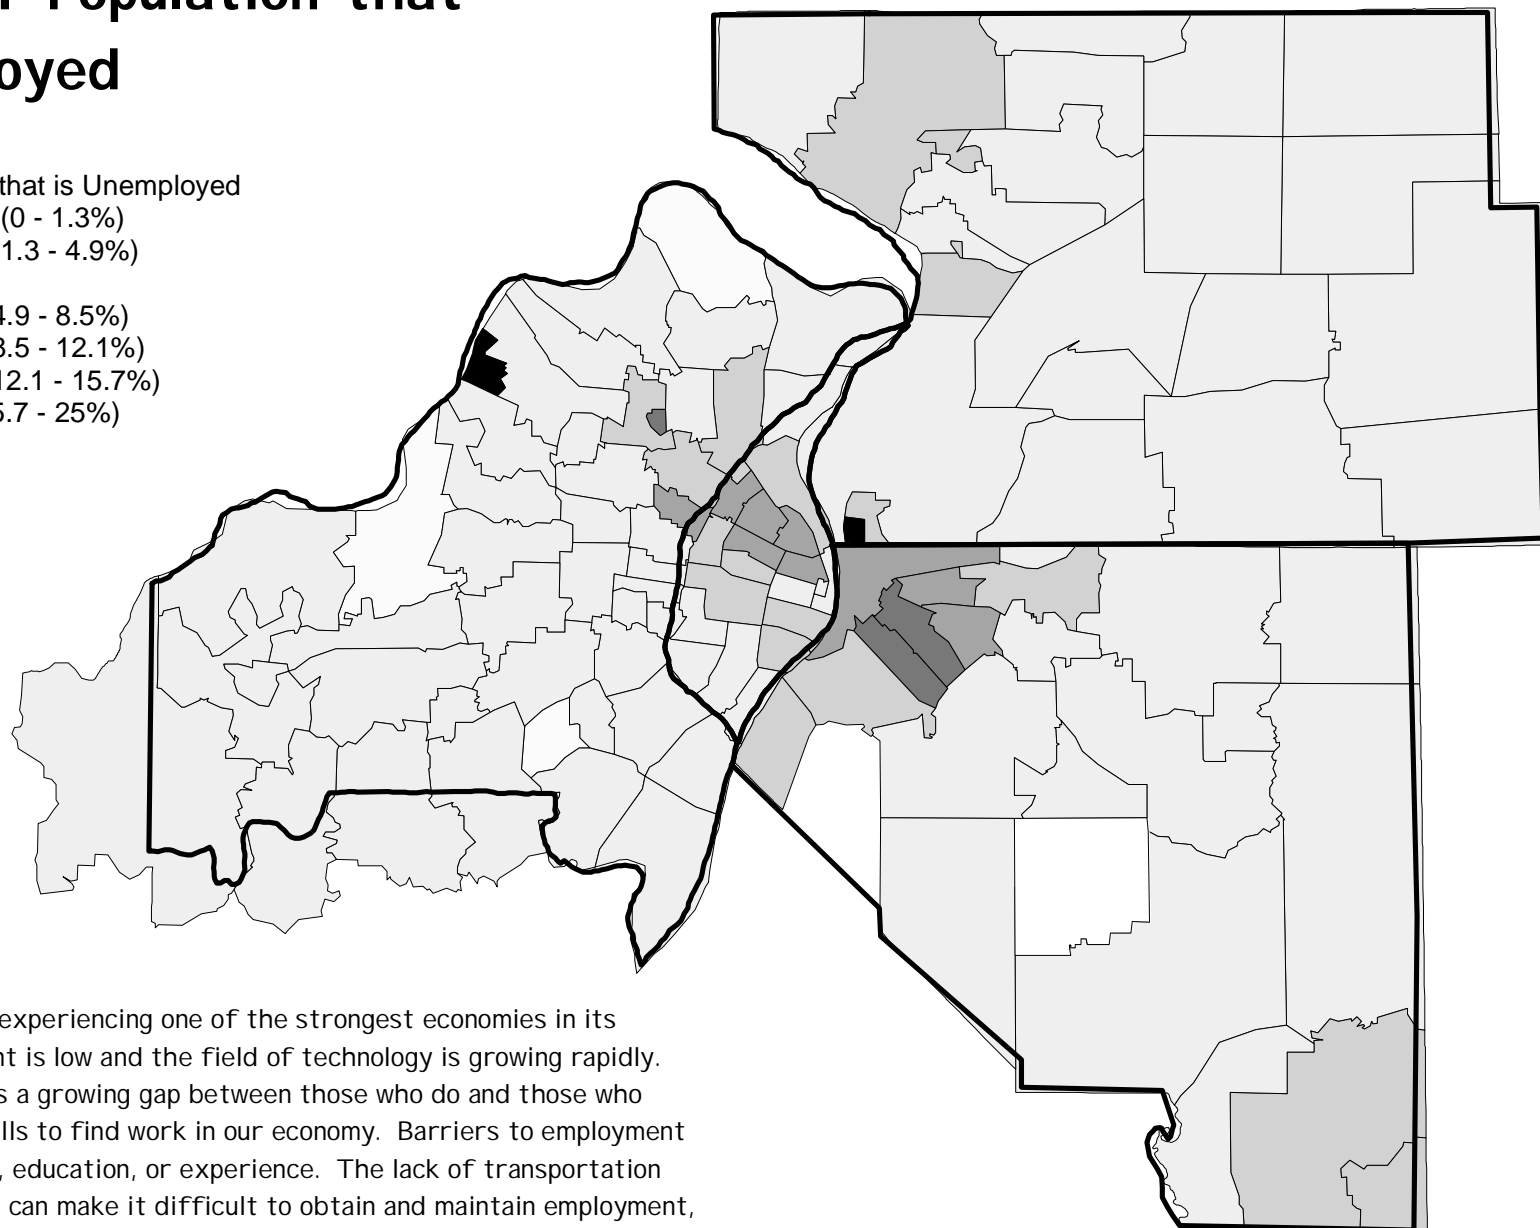 Population that
oyed
that is Unemployed
(0 - 1.3%)
1.3 - 4.9%)
4.9 - 8.5%)
8.5 - 12.1%)
12.1 - 15.7%)
5.7 - 25%)
experiencing one of the strongest economies in its
nt is low and the field of technology is growing rapidly.
s a growing gap between those who do and those who
lls to find work in our economy. Barriers to employment
, education, or experience. The lack of transportation
can make it difficult to obtain and maintain employment,